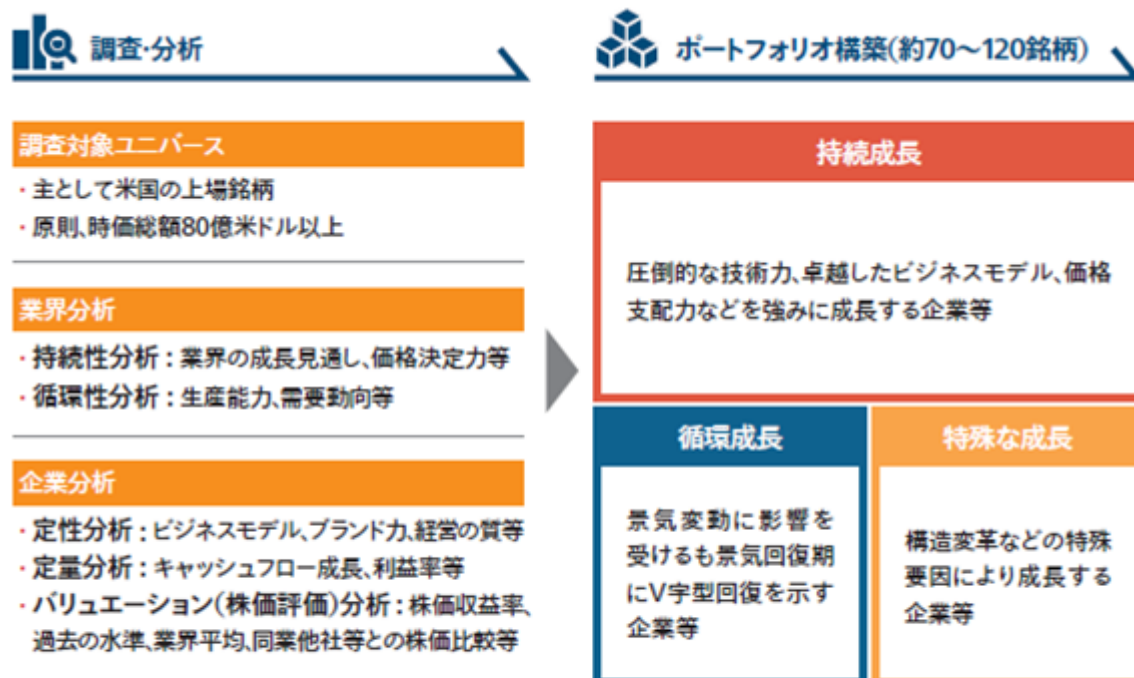 調査・分析
調査対象ユニバース
・主として米国の上場銘柄
・原則、時価総額80億米ドル以上
業界分析
・持続性分析：業界の成長見通し、価格決定力等
・循環性分析：生産能力、需要動向等
企業分析
・定性分析：ビジネスモデル、ブランド力、経営の質等
・定量分析：キャッシュフロー成長、利益率等
・バリュエーション(株価評価)分析：株価収益率、
過去の水準、業界平均、同業他社等との株価比較等
ポートフォリオ構築(約70～120銘柄)
持続成長
圧倒的な技術力、卓越したビジネスモデル、価格
支配力などを強みに成長する企業等
循環成長
景気変動に影響を
受けるも景気回復期
にV字型回復を示す
企業等
特殊な成長
構造変革などの特殊
要因により成長する
企業等